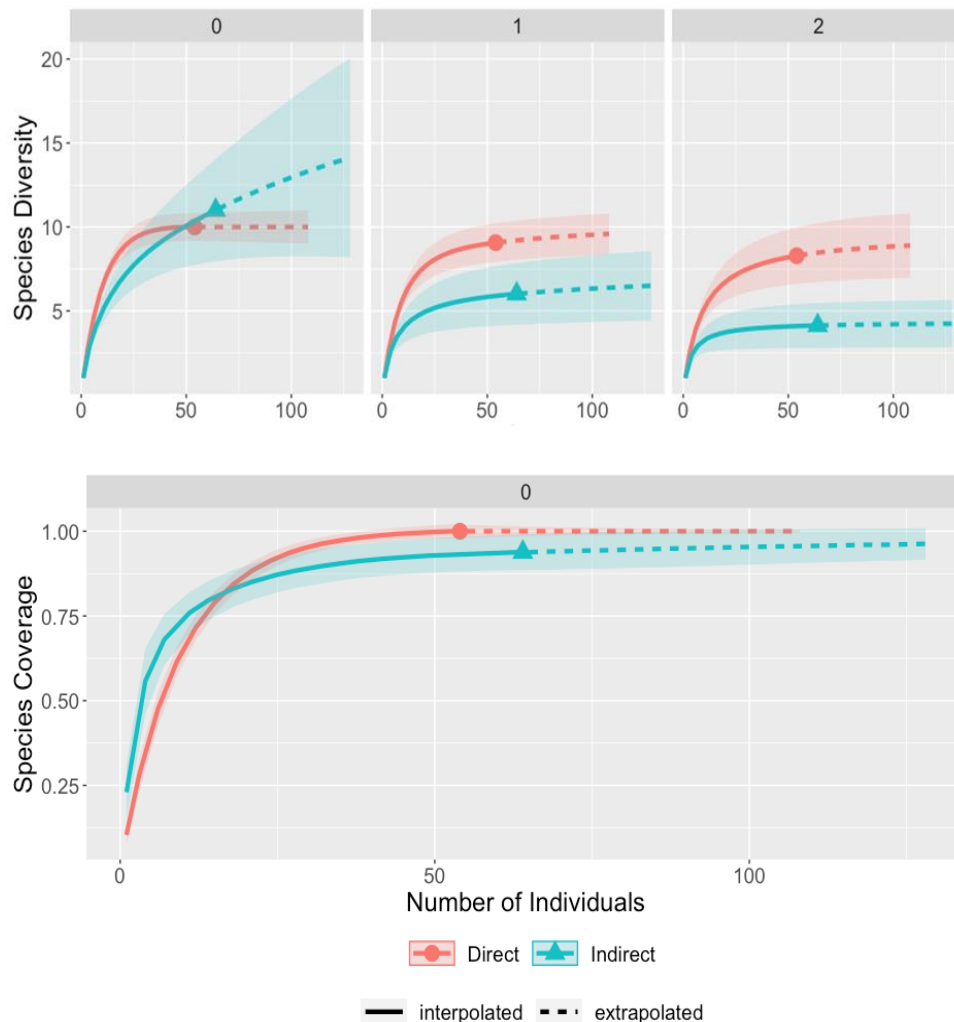 0 1 2
Species Diversity
20
15
10
5
0 50 100 0 50 100 0 50 100
0
Species Coverage
1.00
0.75
0.50
0.25
0 50 100
Number of Individuals
Direct Indirect
interpolated extrapolated